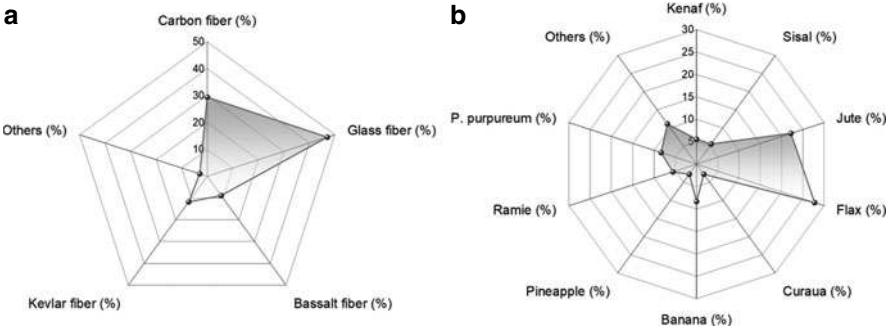 a
Carbon fiber (%)
50
40
30
20
10
Glass fiber (%)
Bassalt fiber (%)
Kevlar fiber (%)
Others (%)
b
Kenaf (%)
30
25
20
15
10
5
Sisal (%)
Jute (%)
Flax (%)
Curaua (%)
Banana (%)
Pineapple (%)
Ramie (%)
P. purpureum (%)
Others (%)